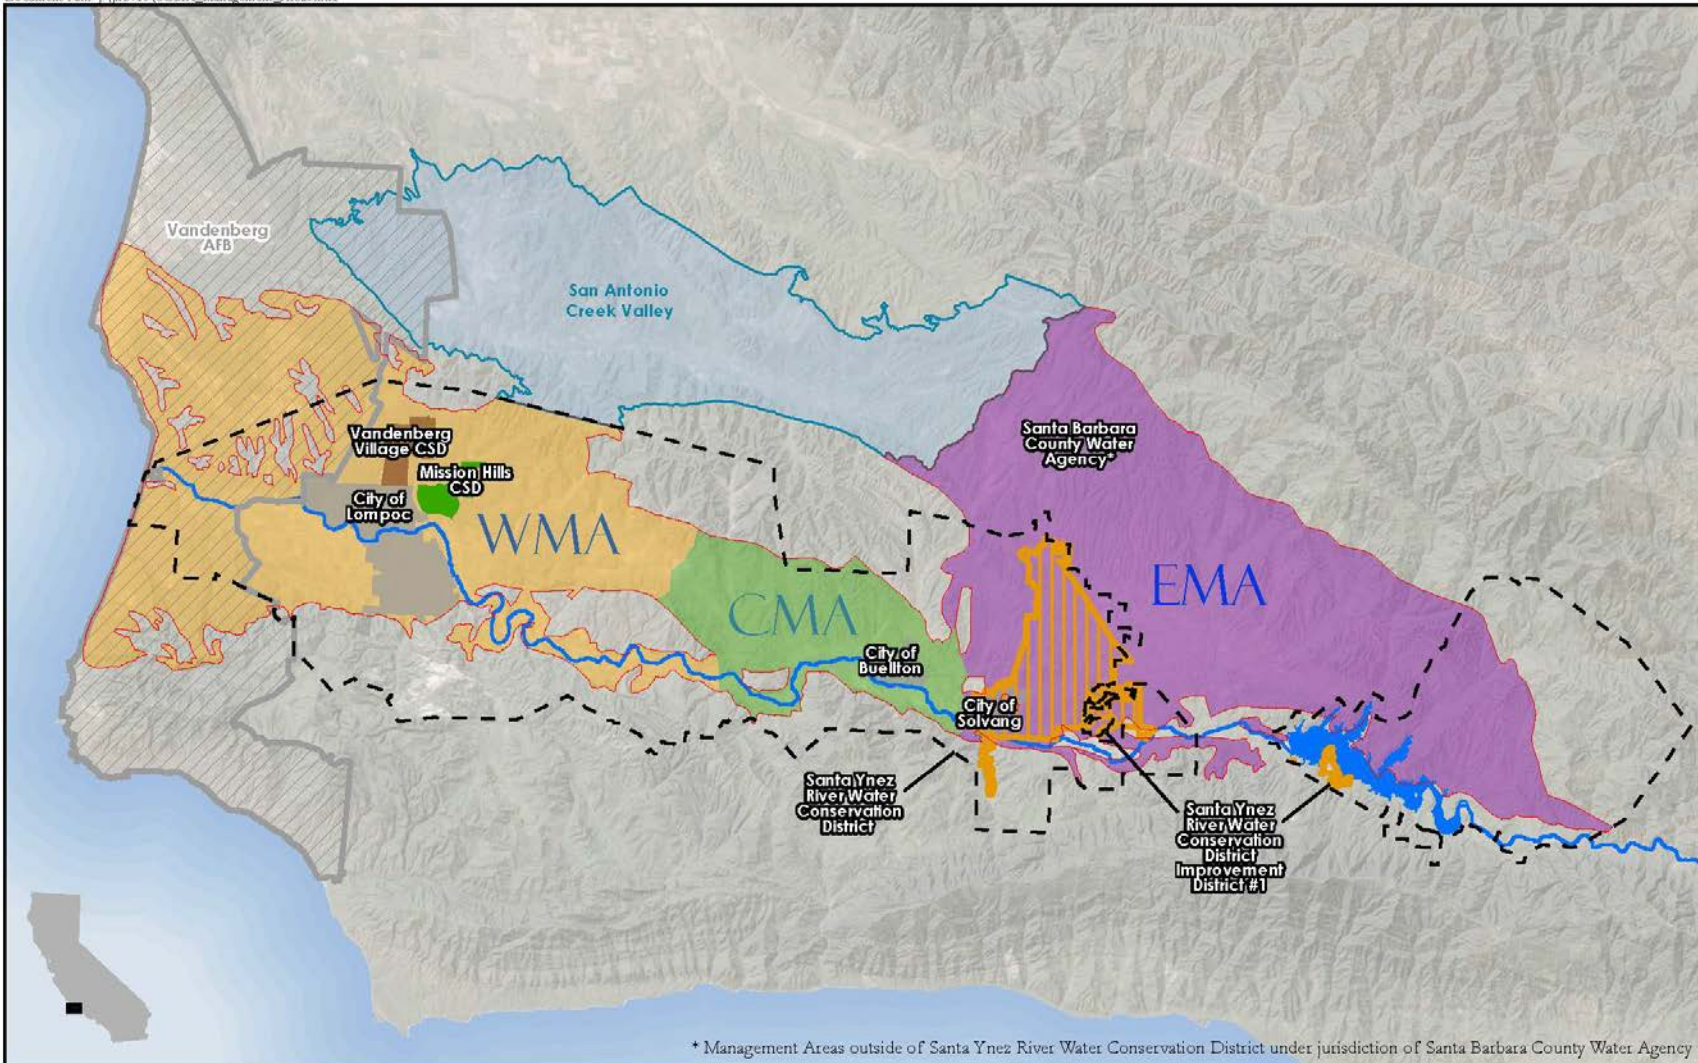 Vandenberg
AFB
San Antonio
Creek Valley
Santa Barbara
County Water
Agency*
Vandenberg
Village CSD
Mission Hills
CSD
City of
Lompoc
WMA
EMA
CMA
City of
Buellton
City of
Solvang
Santa Ynez
River Water
Conservation
District
Santa Ynez
River Water
Conservation
District
Improvement
District #1
* Management Areas outside of Santa Ynez River Water Conservation District under jurisdiction of Santa Barbara County Water Agency